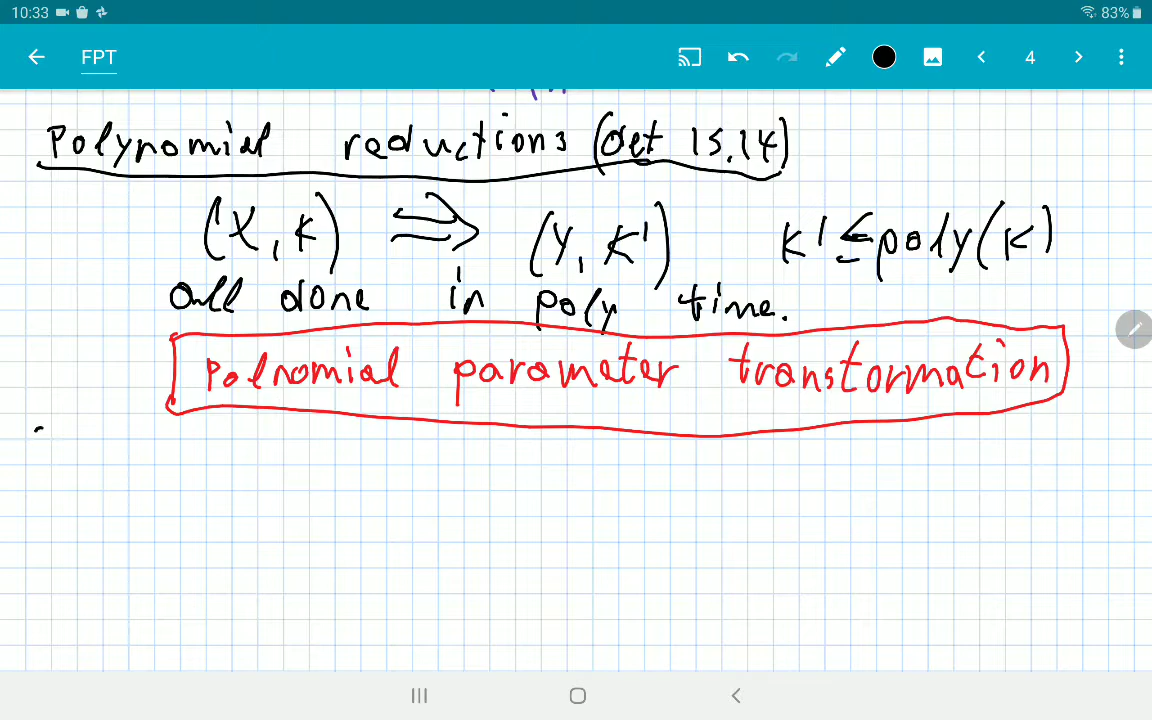 10:33 83%
FPT 4
Polynomial reductions (Def 15.14)
(X, K) ⇒ (Y, K') K' ≤ poly(K)
all done in poly time.
Polnomial parameter transformation